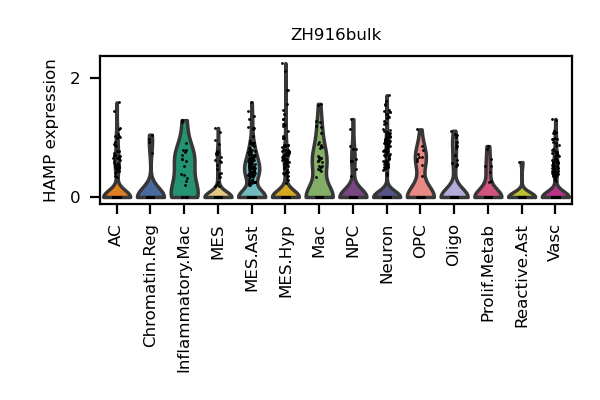 ZH916bulk
HAMP expression
2
0
AC
Chromatin.Reg
Inflammatory.Mac
MES
MES.Ast
MES.Hyp
Mac
NPC
Neuron
OPC
Oligo
Prolif.Metab
Reactive.Ast
Vasc